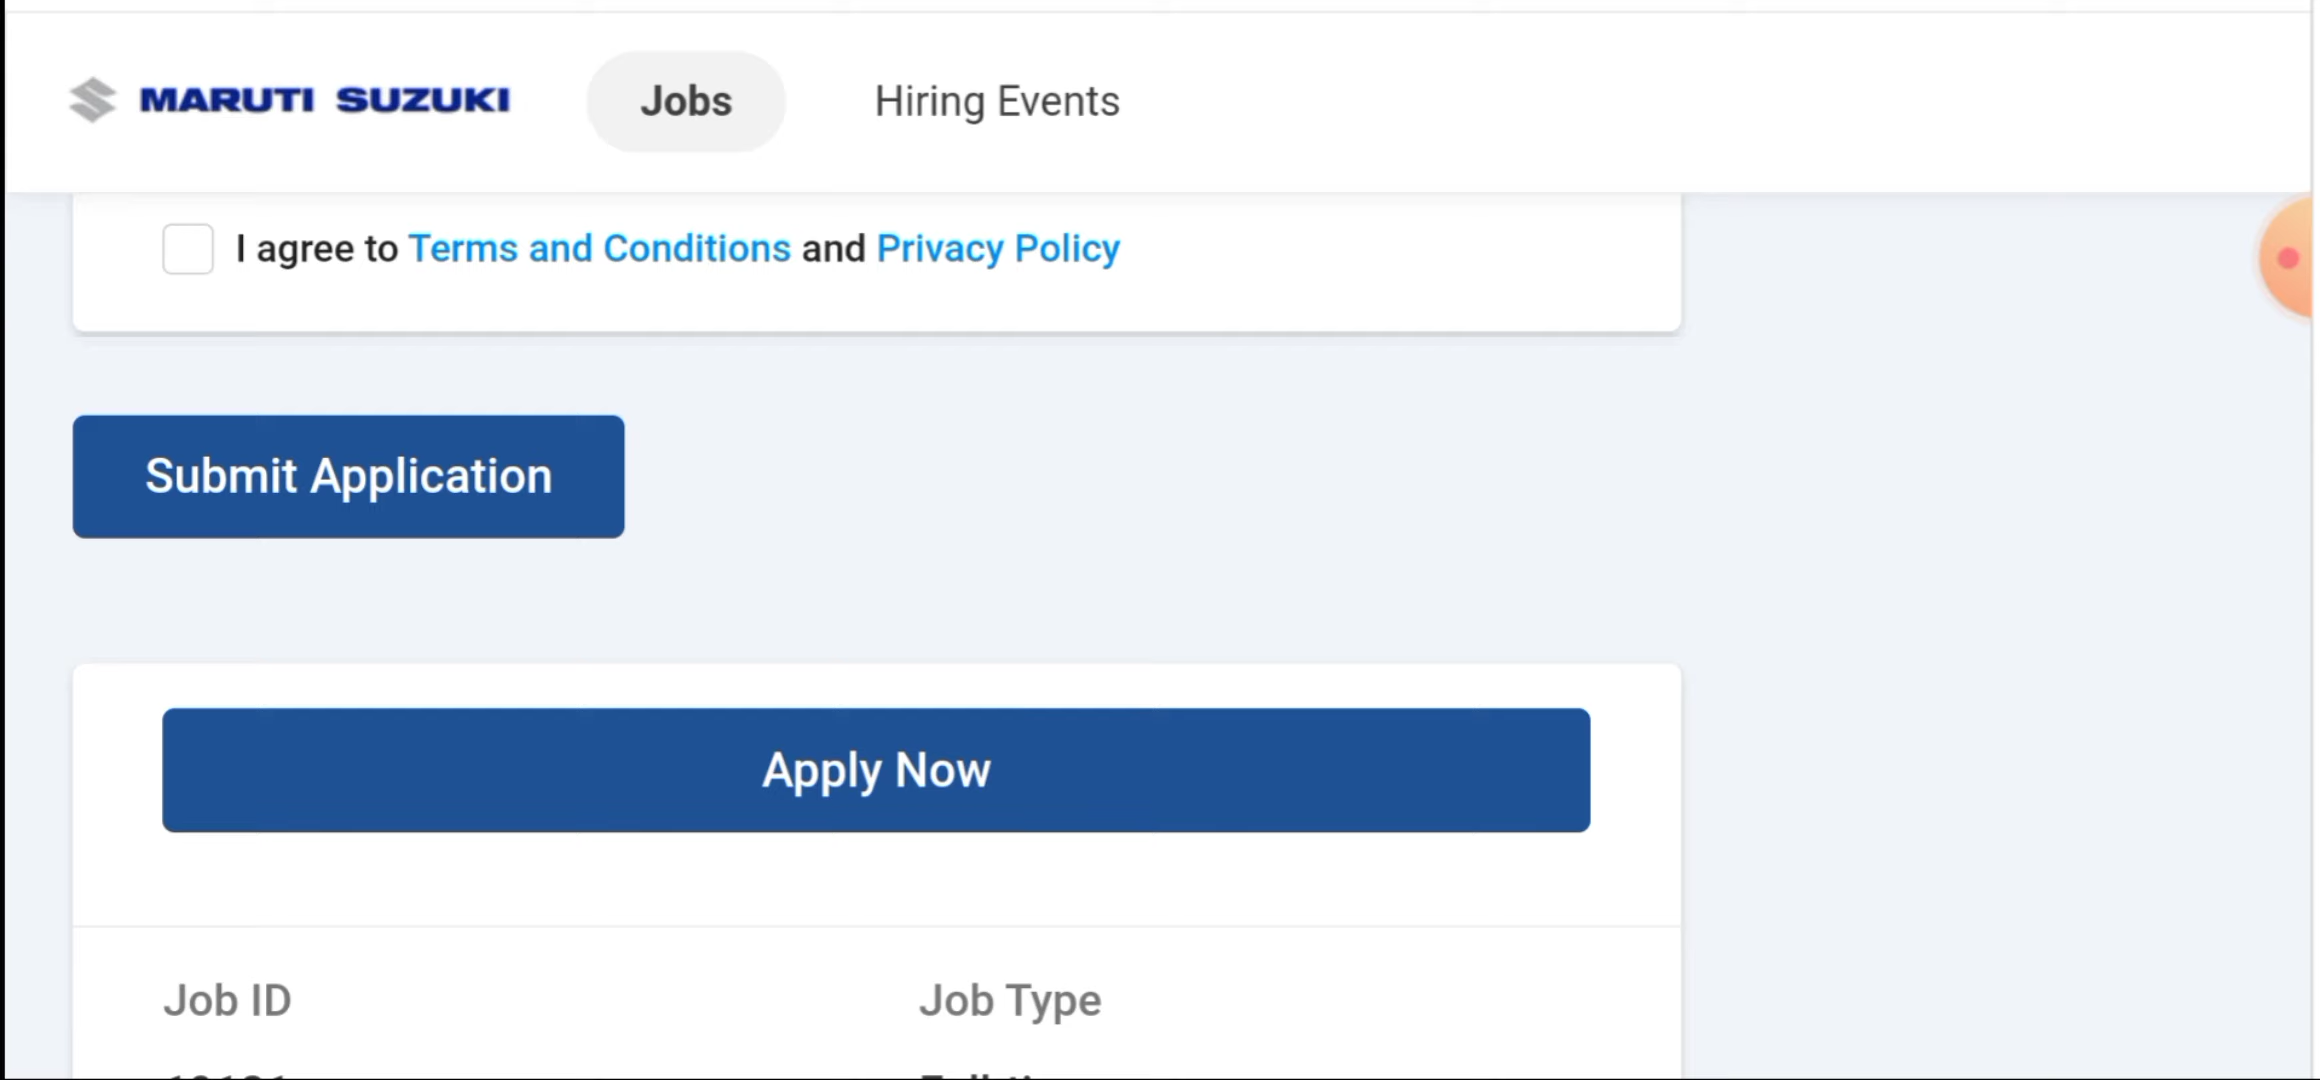 MARUTI SUZUKI
Jobs
Hiring Events
I agree to Terms and Conditions and Privacy Policy
Submit Application
Apply Now
Job ID
Job Type